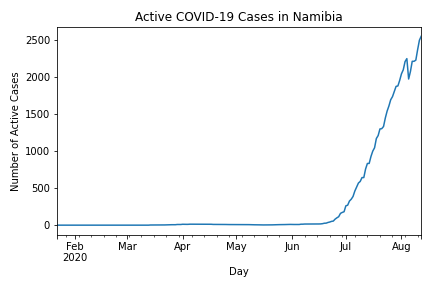 Active COVID-19 Cases in Namibia
Number of Active Cases
2500
2000
1500
1000
500
0
Feb Mar Apr May Jun Jul Aug
2020
Day